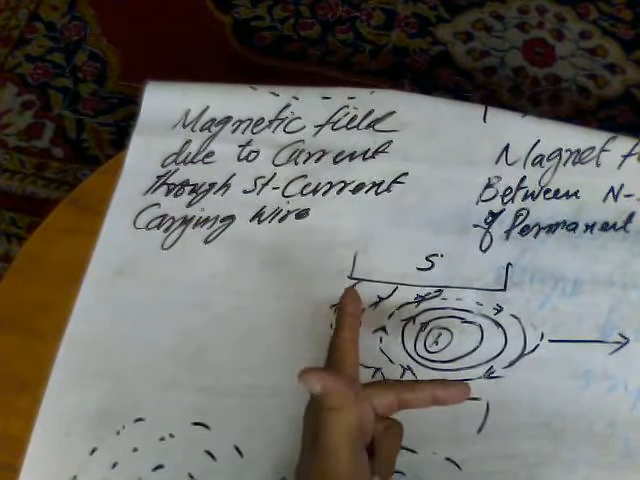 Magnetic field
due to Current
through St-Current
Carrying wire
Magnet f
Between N-
of Permanent
S
x